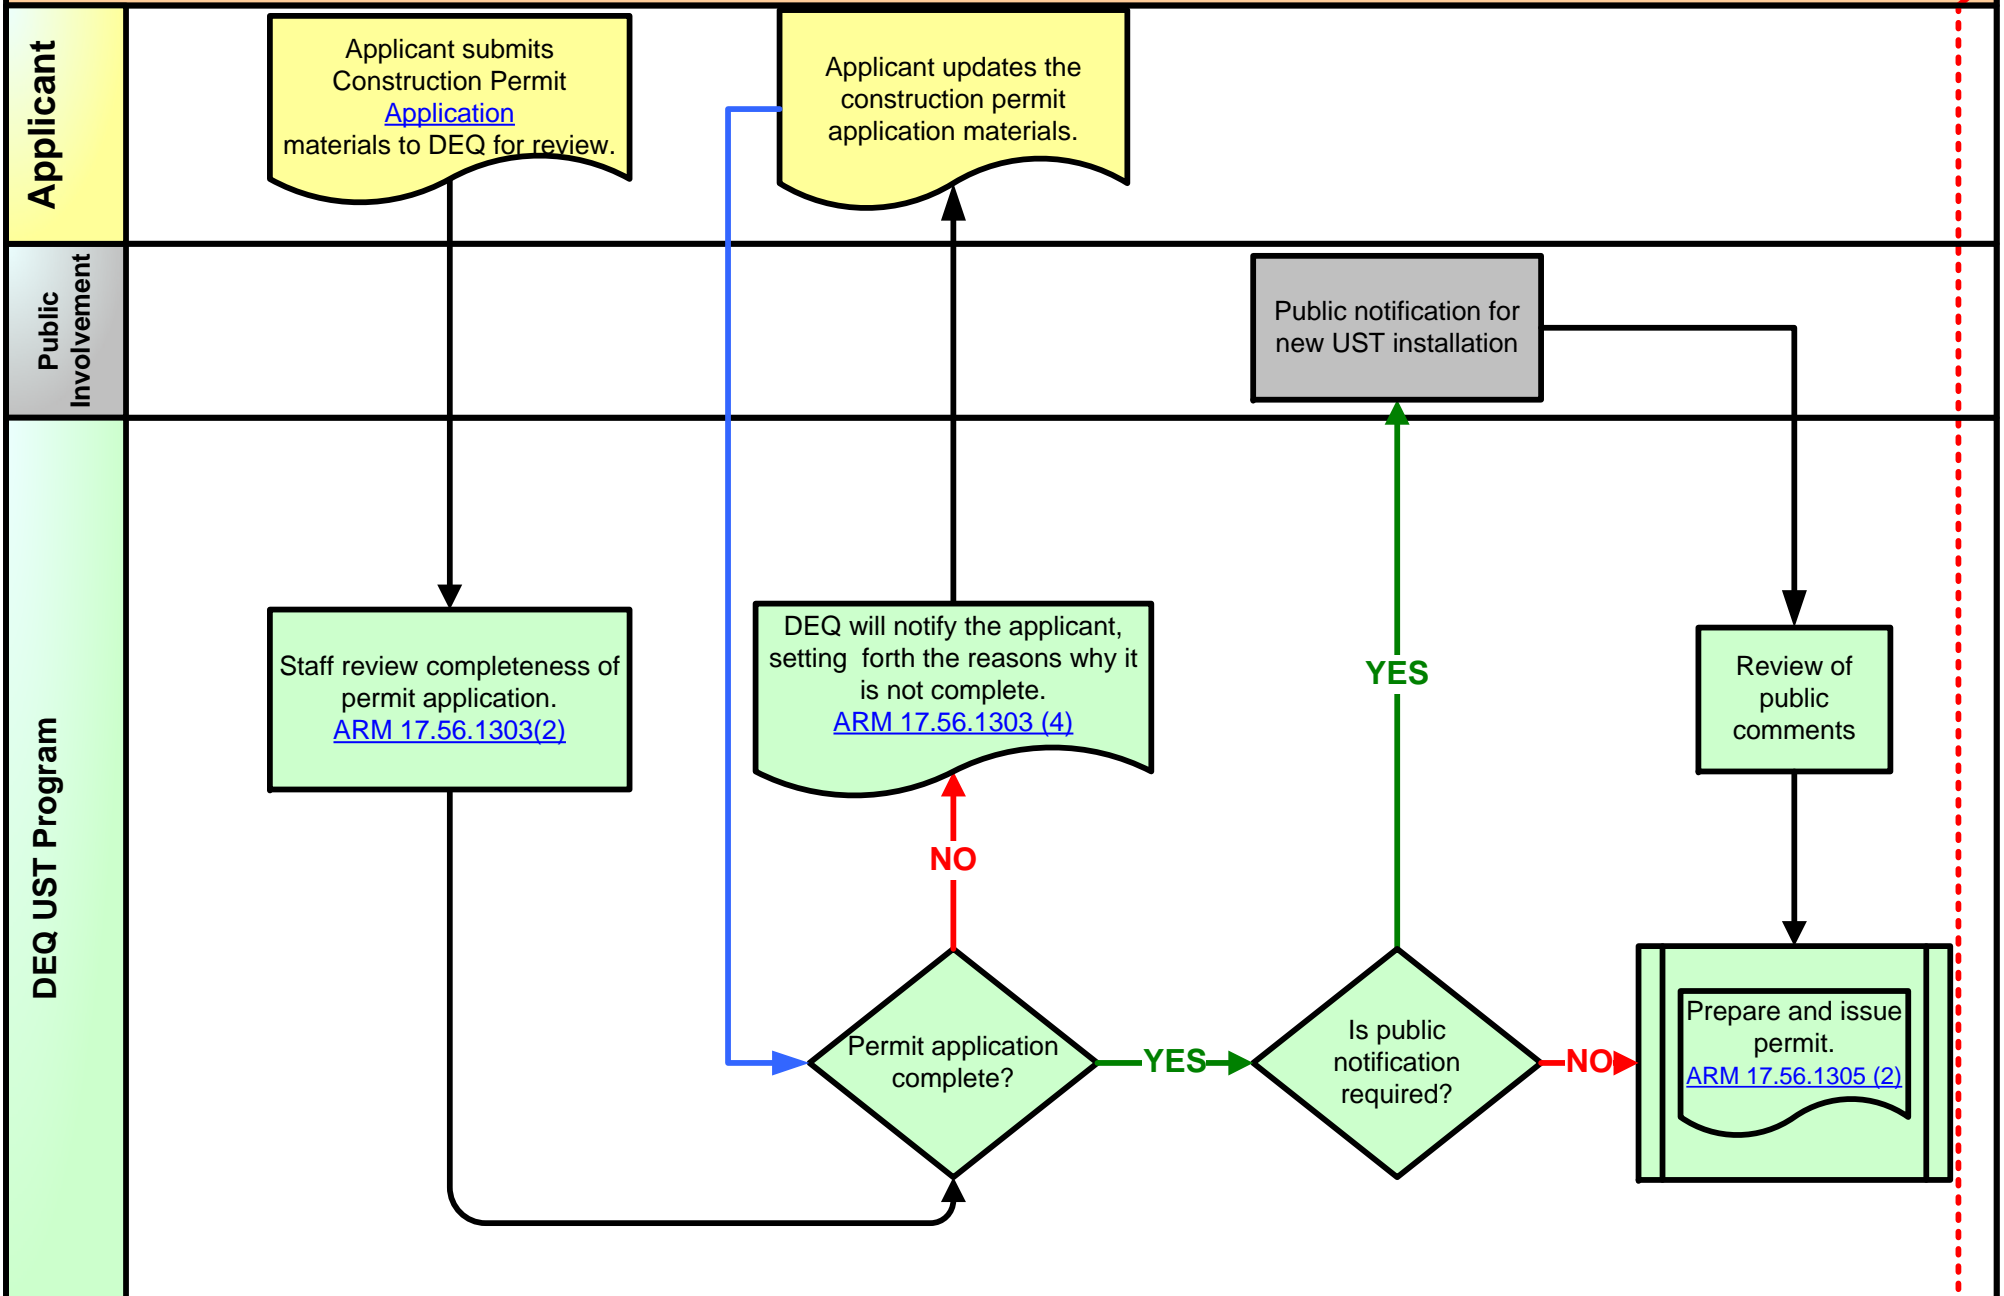 Applicant
Applicant submits
Construction Permit
Application
materials to DEQ for review.
Applicant updates the
construction permit
application materials.
Public
Involvement
Public notification for
new UST installation
DEQ UST Program
Staff review completeness of
permit application.
ARM 17.56.1303(2)
DEQ will notify the applicant,
setting  forth the reasons why it
is not complete.
ARM 17.56.1303 (4)
YES
Review of
public
comments
NO
Permit application
complete?
YES
Is public
notification
required?
NO
Prepare and issue
permit.
ARM 17.56.1305 (2)